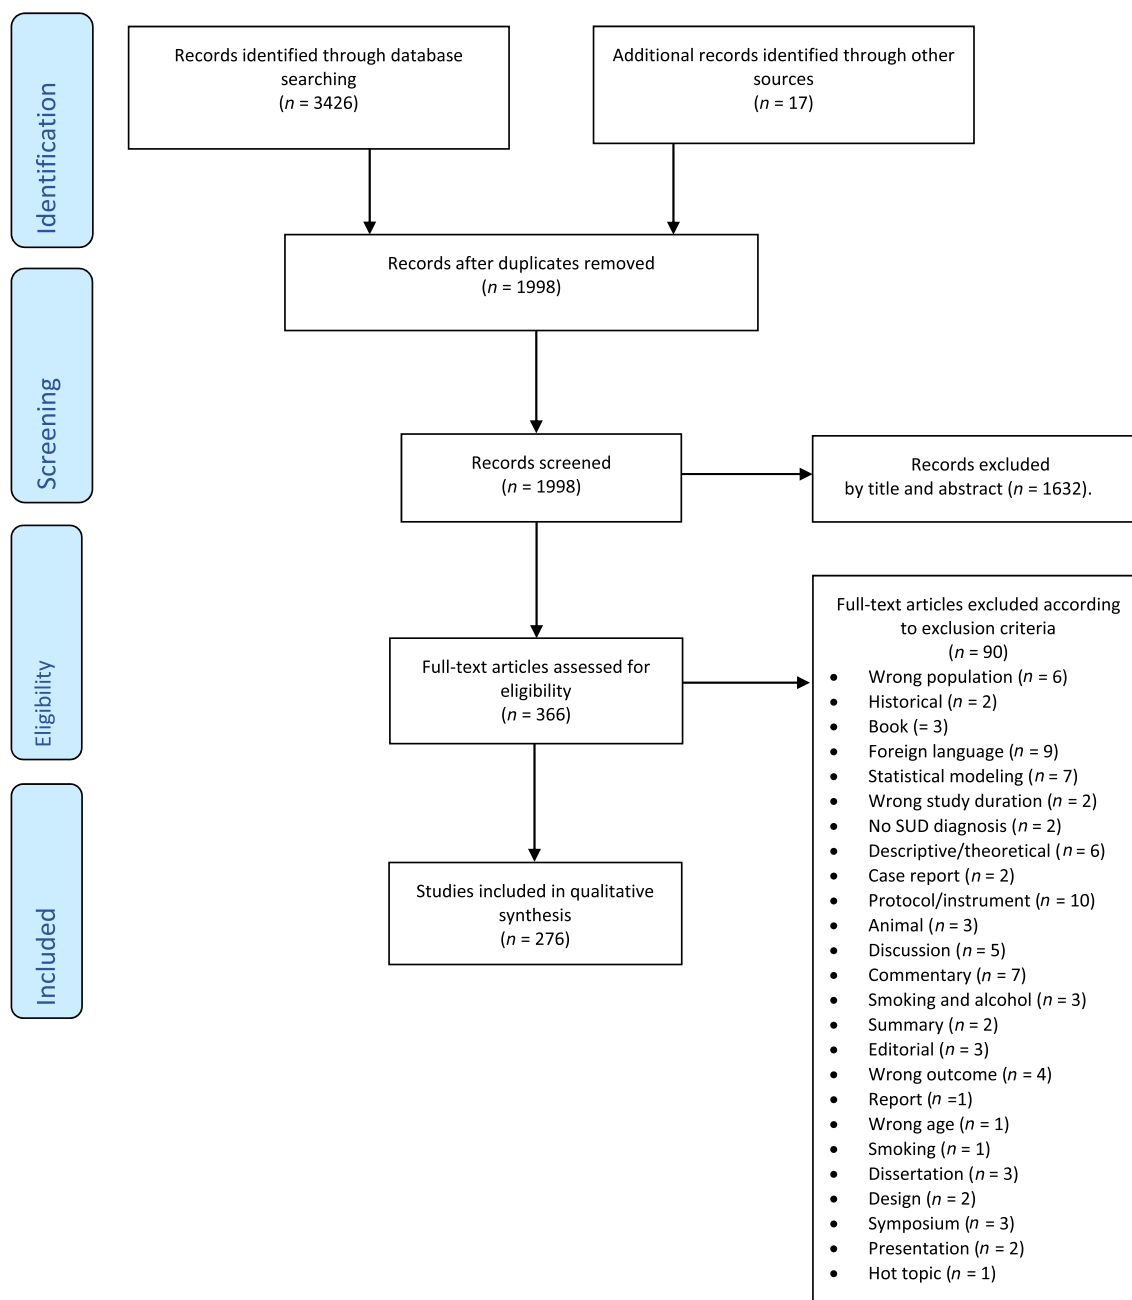 Identification
Records identified through database
searching
(n = 3426)
Additional records identified through other
sources
(n = 17)
Records after duplicates removed
(n = 1998)
Screening
Records screened
(n = 1998)
Records excluded
by title and abstract (n = 1632).
Eligibility
Full-text articles assessed for
eligibility
(n = 366)
Full-text articles excluded according
to exclusion criteria
(n = 90)
• Wrong population (n = 6)
• Historical (n = 2)
• Book (= 3)
• Foreign language (n = 9)
• Statistical modeling (n = 7)
• Wrong study duration (n = 2)
• No SUD diagnosis (n = 2)
• Descriptive/theoretical (n = 6)
• Case report (n = 2)
• Protocol/instrument (n = 10)
• Animal (n = 3)
• Discussion (n = 5)
• Commentary (n = 7)
• Smoking and alcohol (n = 3)
• Summary (n = 2)
• Editorial (n = 3)
• Wrong outcome (n = 4)
• Report (n =1)
• Wrong age (n = 1)
• Smoking (n = 1)
• Dissertation (n = 3)
• Design (n = 2)
• Symposium (n = 3)
• Presentation (n = 2)
• Hot topic (n = 1)
Included
Studies included in qualitative
synthesis
(n = 276)